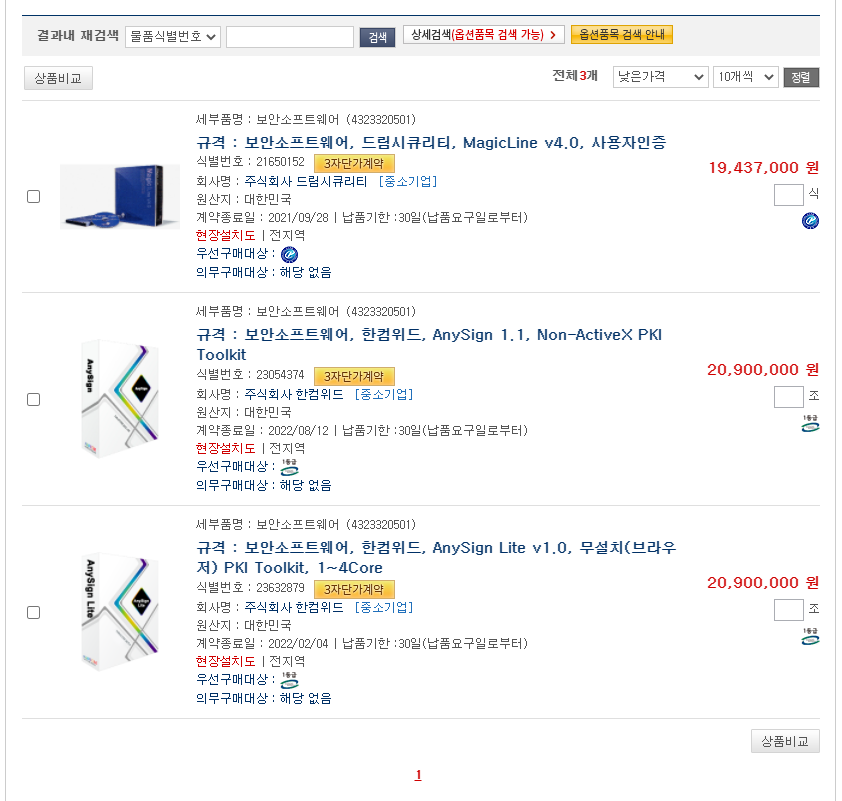 결과내 재검색 물품식별번호 검색 상세검색(옵션품목 검색 가능) 옵션품목 검색 안내
상품비교 전체3개 낮은가격 10개 씩 정렬
세부품명 : 보안소프트웨어 (4323320501)
규격 : 보안소프트웨어, 드림시큐리티, MagicLine v4.0, 사용자인증
식별번호 : 21650152 3자단가계약
19,437,000 원
회사명 : 주식회사 드림시큐리티 [중소기업]
원산지 : 대한민국
식
계약종료일 : 2021/09/28 | 납품기한 :30일(납품요구일로부터)
현장설치도 | 전지역
우선구매대상 :
의무구매대상 : 해당 없음
세부품명 : 보안소프트웨어 (4323320501)
규격 : 보안소프트웨어, 한컴위드, AnySign 1.1, Non-ActiveX PKI
Toolkit
AnySign
식별번호 : 23054374 3자단가계약
20,900,000 원
회사명 : 주식회사 한컴위드 [중소기업]
조
원산지 : 대한민국
계약종료일 : 2022/08/12 | 납품기한 :30일(납품요구일로부터)
1등급
현장설치도 | 전지역
우선구매대상 : 1등급
의무구매대상 : 해당 없음
세부품명 : 보안소프트웨어 (4323320501)
규격 : 보안소프트웨어, 한컴위드, AnySign Lite v1.0, 무설치(브라우
저) PKI Toolkit, 1~4Core
AnySign Lite
식별번호 : 23632879 3자단가계약
20,900,000 원
회사명 : 주식회사 한컴위드 [중소기업]
조
원산지 : 대한민국
계약종료일 : 2022/02/04 | 납품기한 :30일(납품요구일로부터)
1등급
현장설치도 | 전지역
우선구매대상 : 1등급
의무구매대상 : 해당 없음
상품비교
1